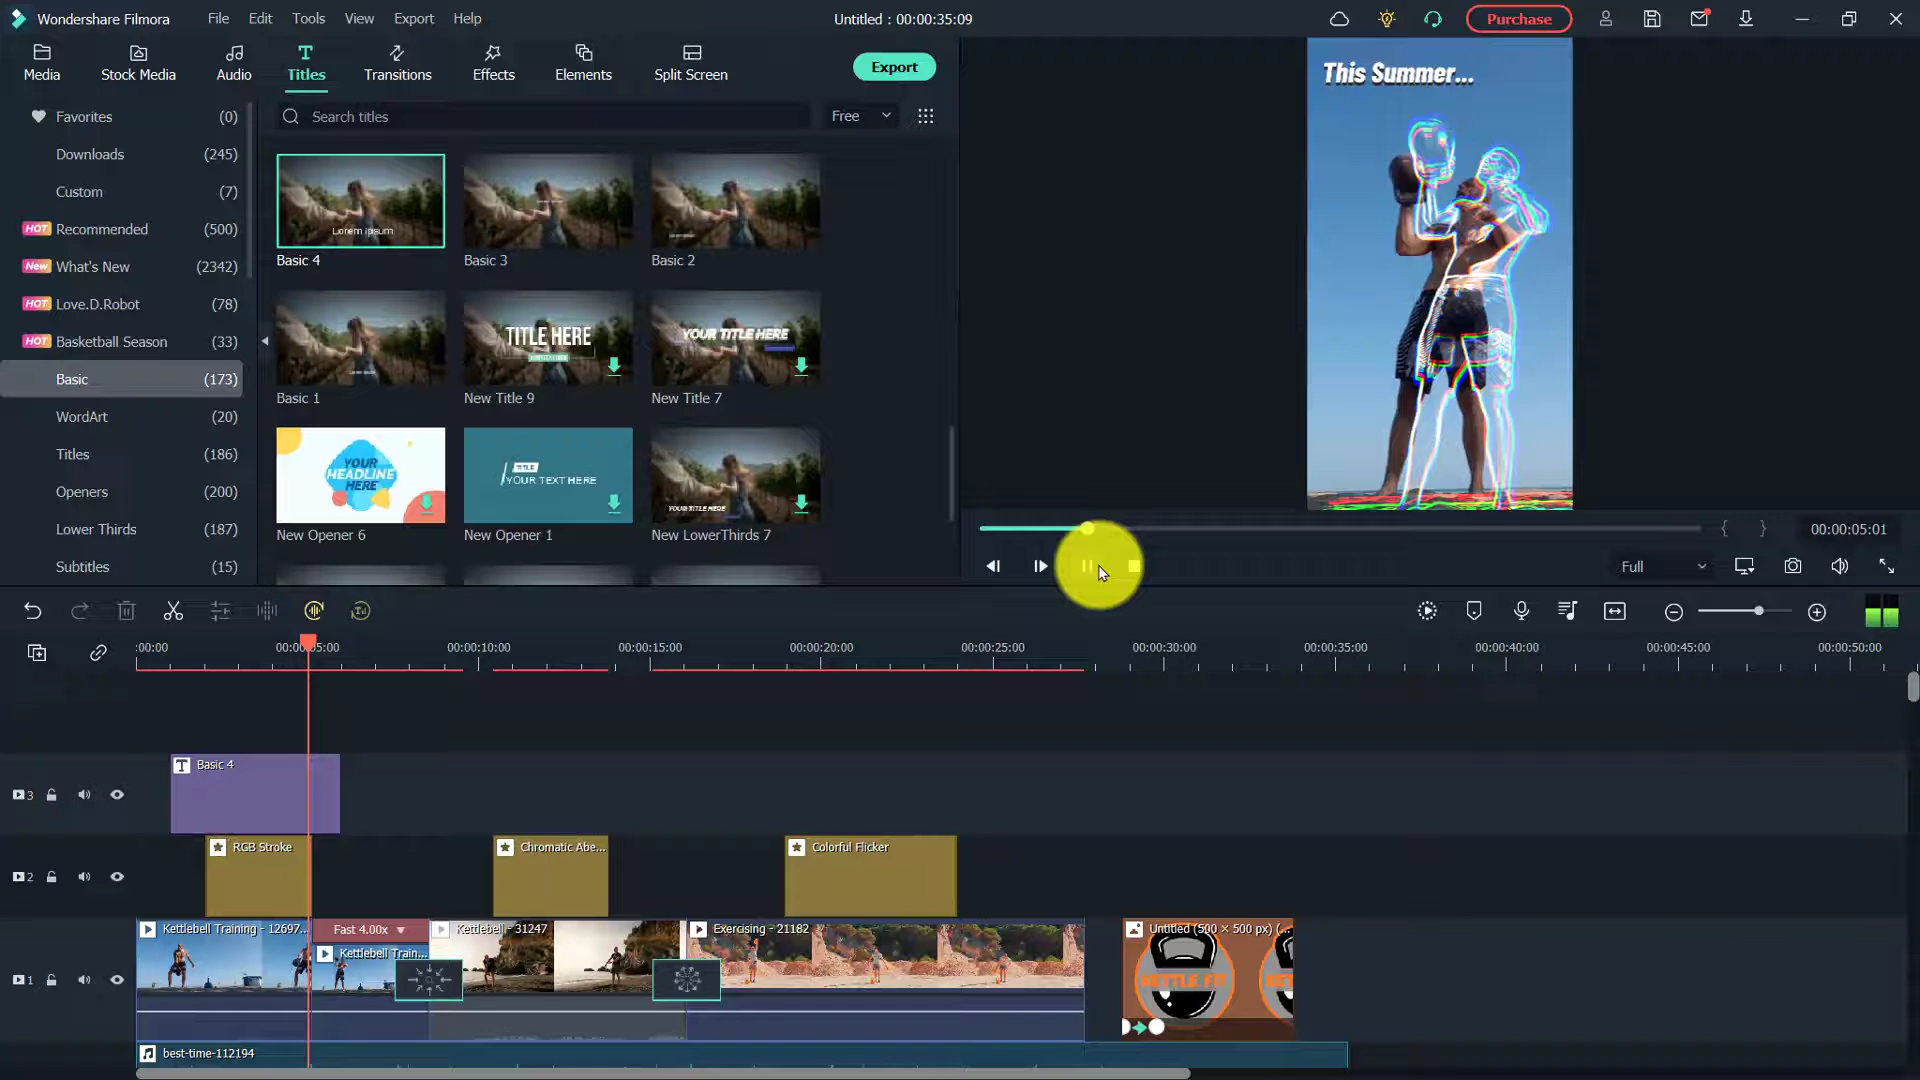 Wondershare Filmora
File
Edit
Tools
View
Export
Help
Untitled : 00:00:35:09
Purchase
Media
Stock Media
Audio
Titles
Transitions
Effects
Elements
Split Screen
Export
Favorites (0)
Downloads (245)
Custom (7)
HOT Recommended (500)
New What's New (2342)
HOT Love.D.Robot (78)
HOT Basketball Season (33)
Basic (173)
WordArt (20)
Titles (186)
Openers (200)
Lower Thirds (187)
Subtitles (15)
Search titles
Free
Lorem ipsum
Basic 4
Basic 3
Basic 2
TITLE HERE
YOUR TITLE HERE
Basic 1
New Title 9
New Title 7
YOUR
HEADLINE
HERE
TITLE
YOUR TEXT HERE
YOUR TITLE HERE
New Opener 6
New Opener 1
New LowerThirds 7
This Summer...
00:00:05:01
Full
:00:00
00:00:05:00
00:00:10:00
00:00:15:00
00:00:20:00
00:00:25:00
00:00:30:00
00:00:35:00
00:00:40:00
00:00:45:00
00:00:50:00
3
Basic 4
2
RGB Stroke
Chromatic Abe...
Colorful Flicker
1
Kettlebell Training - 12697...
Fast 4.00x
Kettlebell Train...
Kettlebell - 31247
Exercising - 21182
Untitled (500 × 500 px) (...
KETTLE FIT
best-time-112194